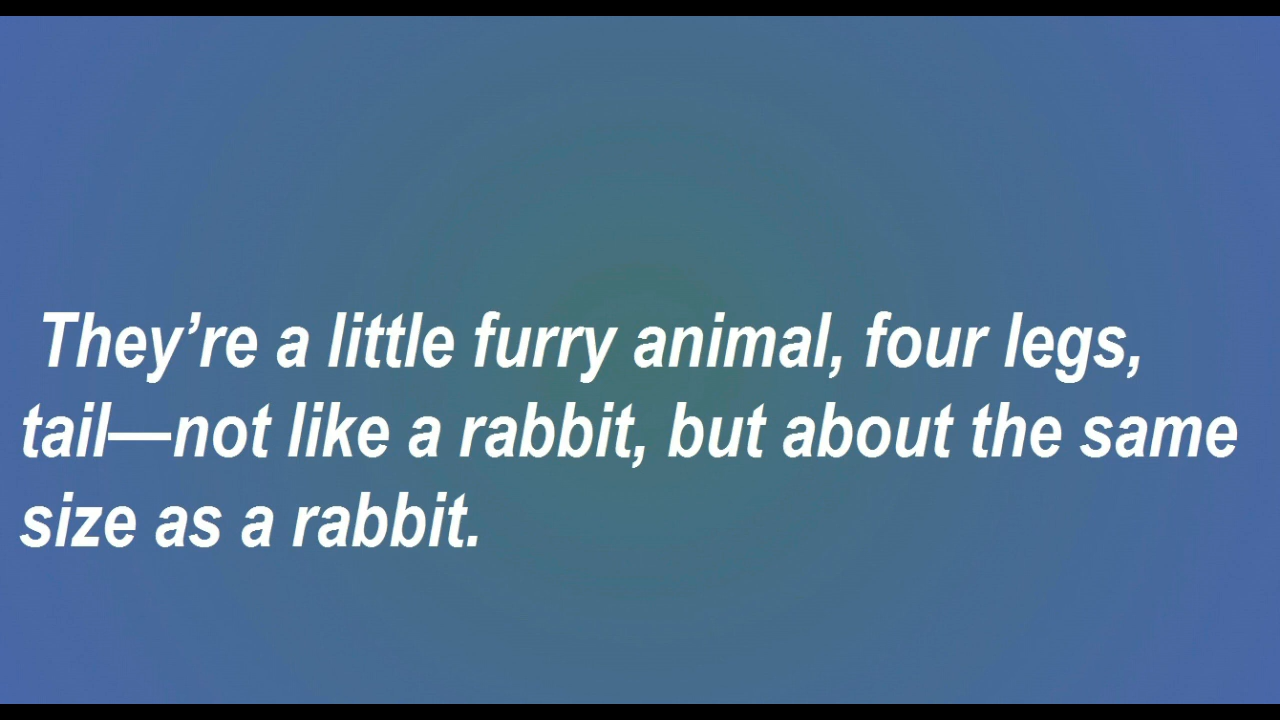 They’re a little furry animal, four legs,
tail—not like a rabbit, but about the same
size as a rabbit.